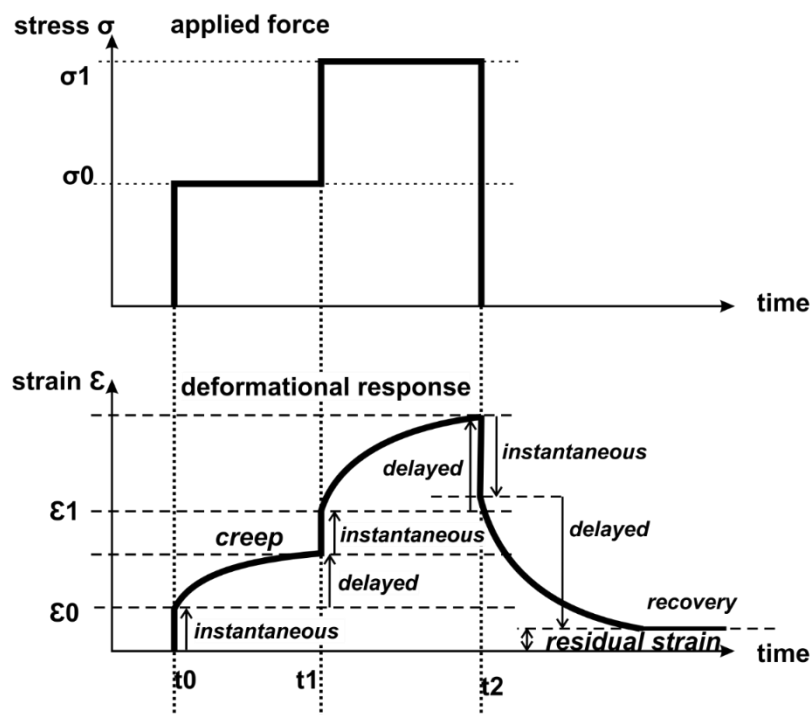 stress σ applied force
σ1
σ0
time
strain ε deformational response
instantaneous
delayed
ε1
creep
instantaneous
delayed
delayed
ε0
recovery
instantaneous
residual strain
time
t0 t1 t2